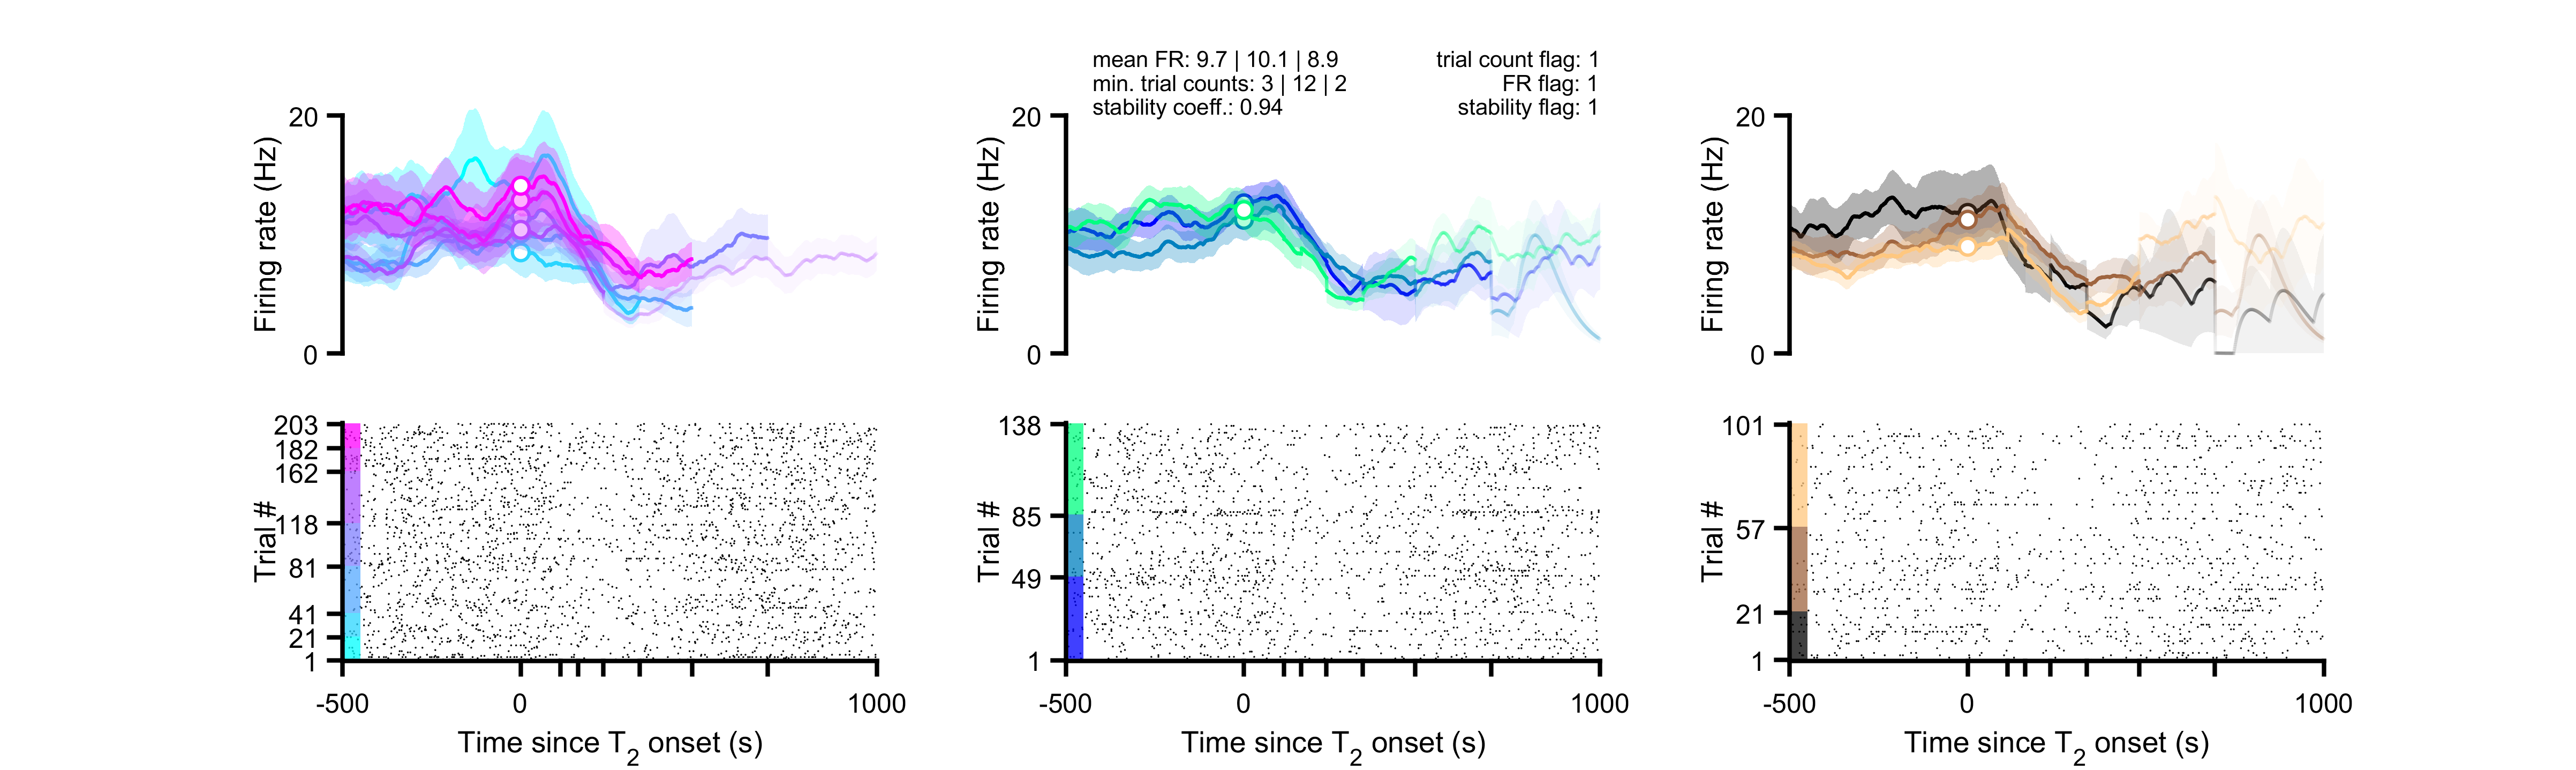 mean FR: 9.7 | 10.1 | 8.9
min. trial counts: 3 | 12 | 2
stability coeff.: 0.94
trial count flag: 1
FR flag: 1
stability flag: 1
20
Firing rate (Hz)
0
20
Firing rate (Hz)
0
20
Firing rate (Hz)
0
203
182
162
118
81
41
21
1
Trial #
-500
0
1000
Time since T2 onset (s)
138
85
49
1
Trial #
-500
0
1000
Time since T2 onset (s)
101
57
21
1
Trial #
-500
0
1000
Time since T2 onset (s)